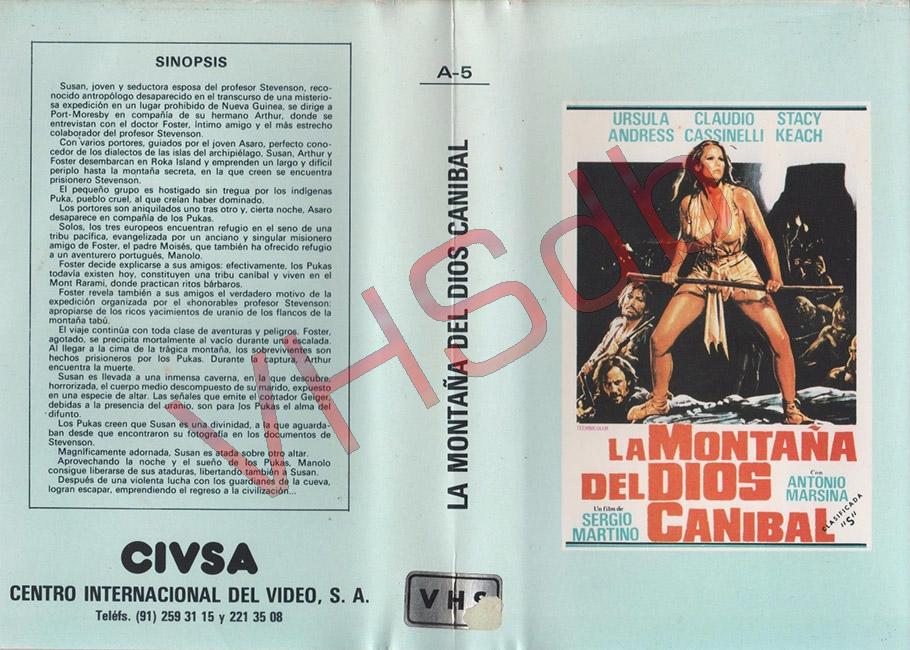 SINOPSIS
Susan, joven y seductora esposa del profesor Stevenson, reco-
nocido antropólogo desaparecido en el transcurso de una misterio-
sa expedición en un lugar prohibido de Nueva Guinea, se dirige a
Port-Moresby en compañía de su hermano Arthur, donde se
entrevistan con el doctor Foster, íntimo amigo y el más estrecho
colaborador del profesor Stevenson.
Con varios portores, guiados por el joven Asaro, perfecto cono-
cedor de los dialectos de las islas del archipiélago, Susan, Arthur y
Foster desembarcan en Roka Island y emprenden un largo y difícil
periplo hasta la montaña secreta, en la que creen se encuentra
prisionero Stevenson.
El pequeño grupo es hostigado sin tregua por los indígenas
Puka, pueblo cruel, al que creían haber dominado.
Los portores son aniquilados uno tras otro y, cierta noche, Asaro
desaparece en compañía de los Pukas.
Solos, los tres europeos encuentran refugio en el seno de una
tribu pacífica, evangelizada por un anciano y singular misionero
amigo de Foster, el padre Moisés, que también ha ofrecido refugio
a un aventurero portugués, Manolo.
Foster decide explicarse a sus amigos: efectivamente, los Pukas
todavía existen hoy, constituyen una tribu caníbal y viven en el
Mont Rarami, donde practican ritos bárbaros.
Foster revela también a sus amigos el verdadero motivo de la
expedición organizada por el «honorable» profesor Stevenson:
apropiarse de los ricos yacimientos de uranio de los flancos de la
montaña tabú.
El viaje continúa con toda clase de aventuras y peligros. Foster,
agotado, se precipita mortalmente al vacío durante una escalada.
Al llegar a la cima de la trágica montaña, los sobrevivientes son
hechos prisioneros por los Pukas. Durante la captura, Arthur
encuentra la muerte.
Susan es llevada a una inmensa caverna, en la que descubre,
horrorizada, el cuerpo medio descompuesto de su marido, expuesto
en una especie de altar. Las señales que emite el contador Geiger,
debidas a la presencia del uranio, son para los Pukas el alma del
difunto.
Los Pukas creen que Susan es una divinidad, a la que aguarda-
ban desde que encontraron su fotografía en los documentos de
Stevenson.
Magníficamente adornada, Susan es atada sobre otro altar.
Aprovechando la noche y el sueño de los Pukas, Manolo
consigue liberarse de sus ataduras, libertando también a Susan.
Después de una violenta lucha con los guardianes de la cueva,
logran escapar, emprendiendo el regreso a la civilización...
CIVSA
CENTRO INTERNACIONAL DEL VIDEO, S. A.
Teléfs. (91) 259 31 15 y 221 35 08
A-5
LA MONTAÑA DEL DIOS CANIBAL
VHS
URSULA ANDRESS
CLAUDIO CASSINELLI
STACY KEACH
TECHNICOLOR
LA MONTAÑA
DEL DIOS
CANIBAL
Con
ANTONIO
MARSINA
Un film de
SERGIO
MARTINO
CLASIFICADA
"S"
VHSdb